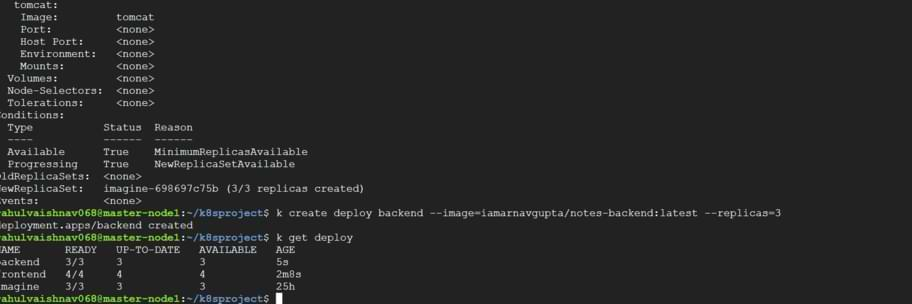 tomcat:
Image: tomcat
Port: <none>
Host Port: <none>
Environment: <none>
Mounts: <none>
Volumes: <none>
Node-Selectors: <none>
Tolerations: <none>
onditions:
Type Status Reason
---- ------ ------
Available True MinimumReplicasAvailable
Progressing True NewReplicaSetAvailable
ldReplicaSets: <none>
ewReplicaSet: imagine-698697c75b (3/3 replicas created)
vents: <none>
ahulvaishnav068@master-node1:~/k8sproject$ k create deploy backend --image=iamarnavgupta/notes-backend:latest --replicas=3
eployment.apps/backend created
ahulvaishnav068@master-node1:~/k8sproject$ k get deploy
AME READY UP-TO-DATE AVAILABLE AGE
ackend 3/3 3 3 5s
rontend 4/4 4 4 2m8s
magine 3/3 3 3 25h
ahulvaishnav068@master-node1:~/k8sproject$